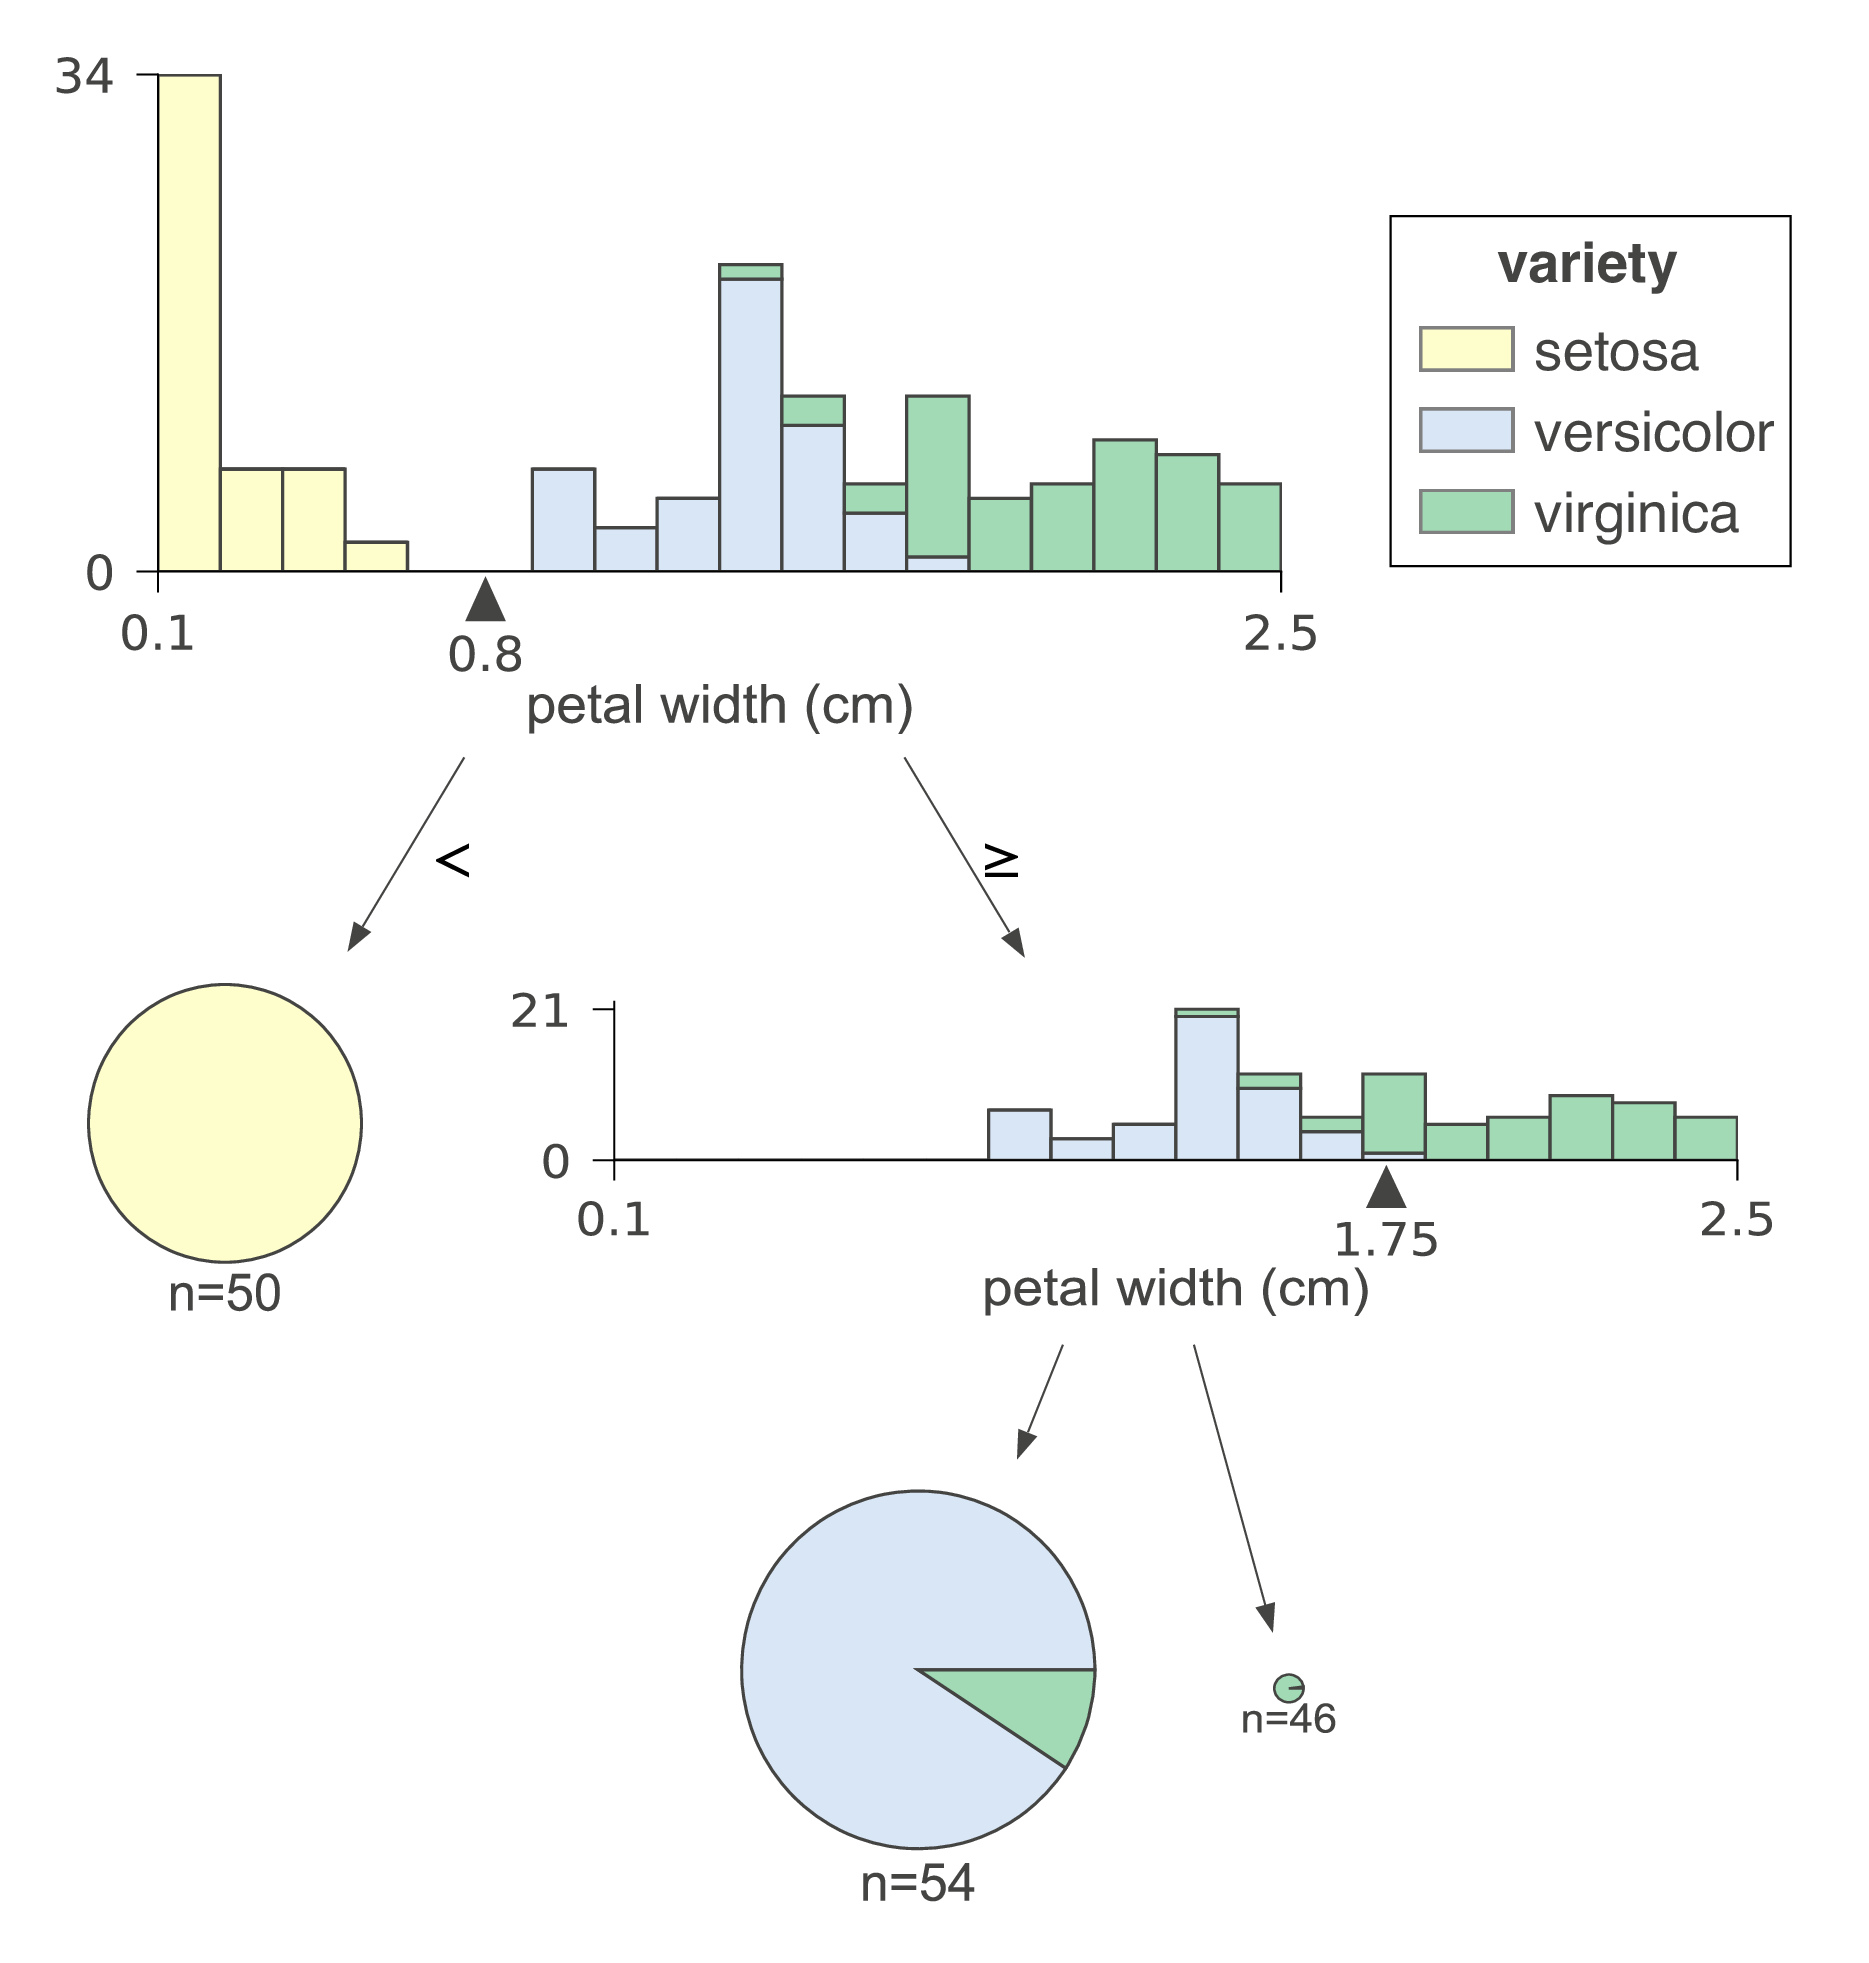 34
0
0.1
0.8
2.5
petal width (cm)
variety
setosa
versicolor
virginica
<
≥
n=50
21
0
0.1
1.75
2.5
petal width (cm)
n=54
n=46